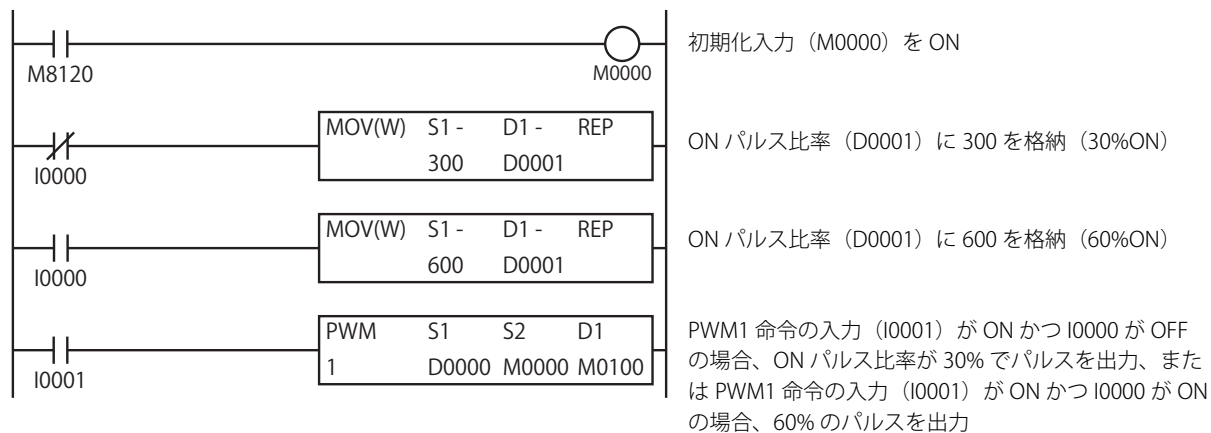 初期化入力（M0000）を ON
M8120
M0000
MOV(W) S1 - D1 - REP
300 D0001
ON パルス比率（D0001）に 300 を格納（30%ON）
I0000
MOV(W) S1 - D1 - REP
600 D0001
ON パルス比率（D0001）に 600 を格納（60%ON）
I0000
PWM S1 S2 D1
1 D0000 M0000 M0100
I0001
PWM1 命令の入力（I0001）が ON かつ I0000 が OFF
の場合、ON パルス比率が 30% でパルスを出力、また
は PWM1 命令の入力（I0001）が ON かつ I0000 が ON
の場合、60% のパルスを出力